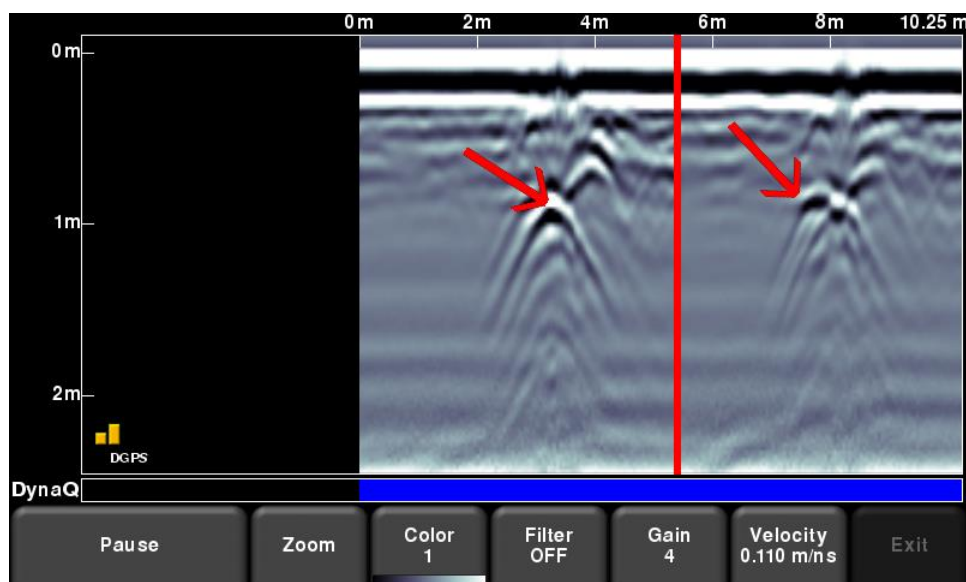 0m 2m 4m 6m 8m 10.25 m
0m
1m
2m
DGPS
DynaQ
Pause Zoom Color Filter Gain Velocity Exit
1 OFF 4 0.110 m/ns